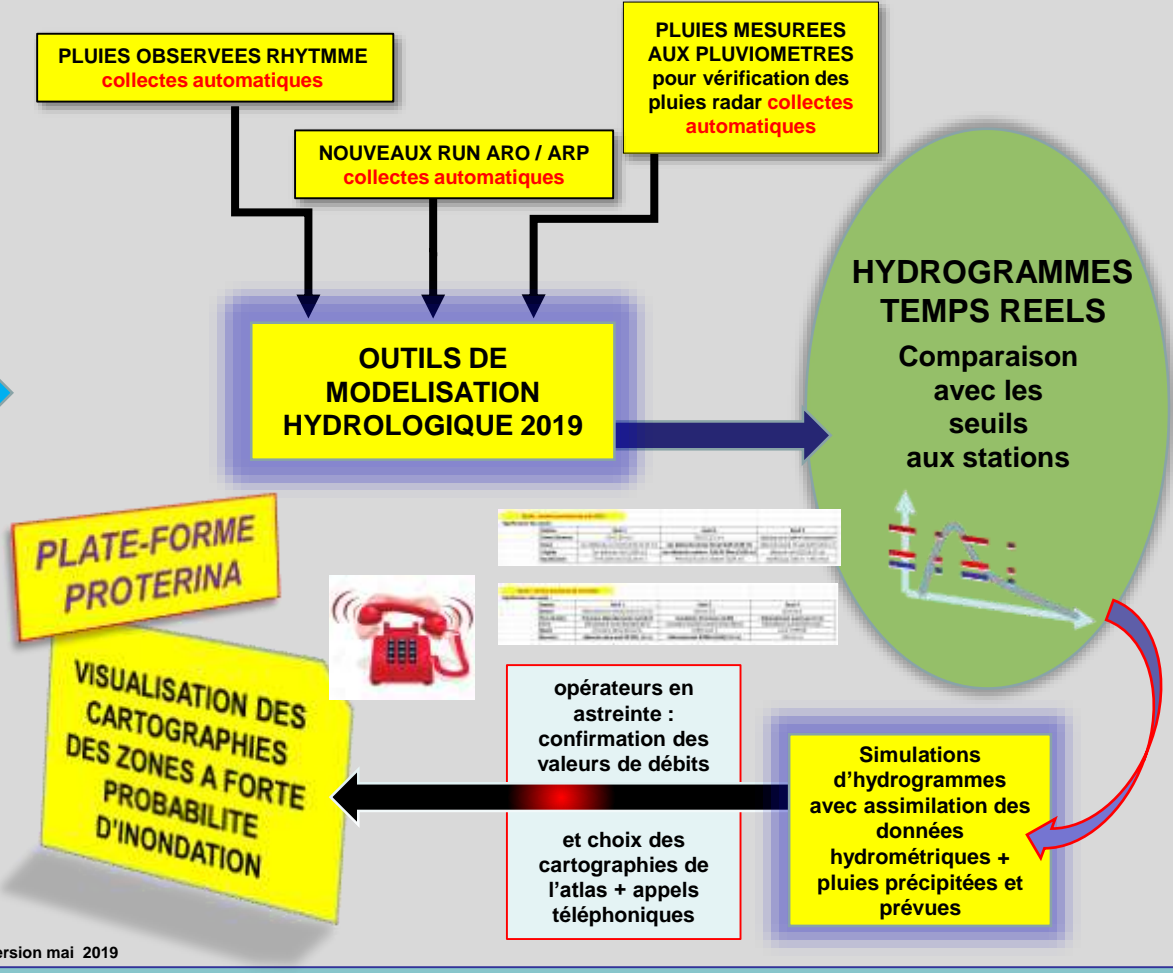 PLUIES OBSERVEES RHYTMME
collectes automatiques
NOUVEAUX RUN ARO / ARP
collectes automatiques
PLUIES MESUREES
AUX PLUVIOMETRES
pour vérification des
pluies radar collectes
automatiques
OUTILS DE
MODELISATION
HYDROLOGIQUE 2019
HYDROGRAMMES
TEMPS REELS
Comparaison
avec les
seuils
aux stations
PLATE-FORME
PROTERINA
VISUALISATION DES
CARTOGRAPHIES
DES ZONES A FORTE
PROBABILITE
D'INONDATION
opérateurs en
astreinte :
confirmation des
valeurs de débits
et choix des
cartographies de
l'atlas + appels
téléphoniques
Simulations
d'hydrogrammes
avec assimilation des
données
hydrométriques +
pluies précipitées et
prévues
ersion mai 2019